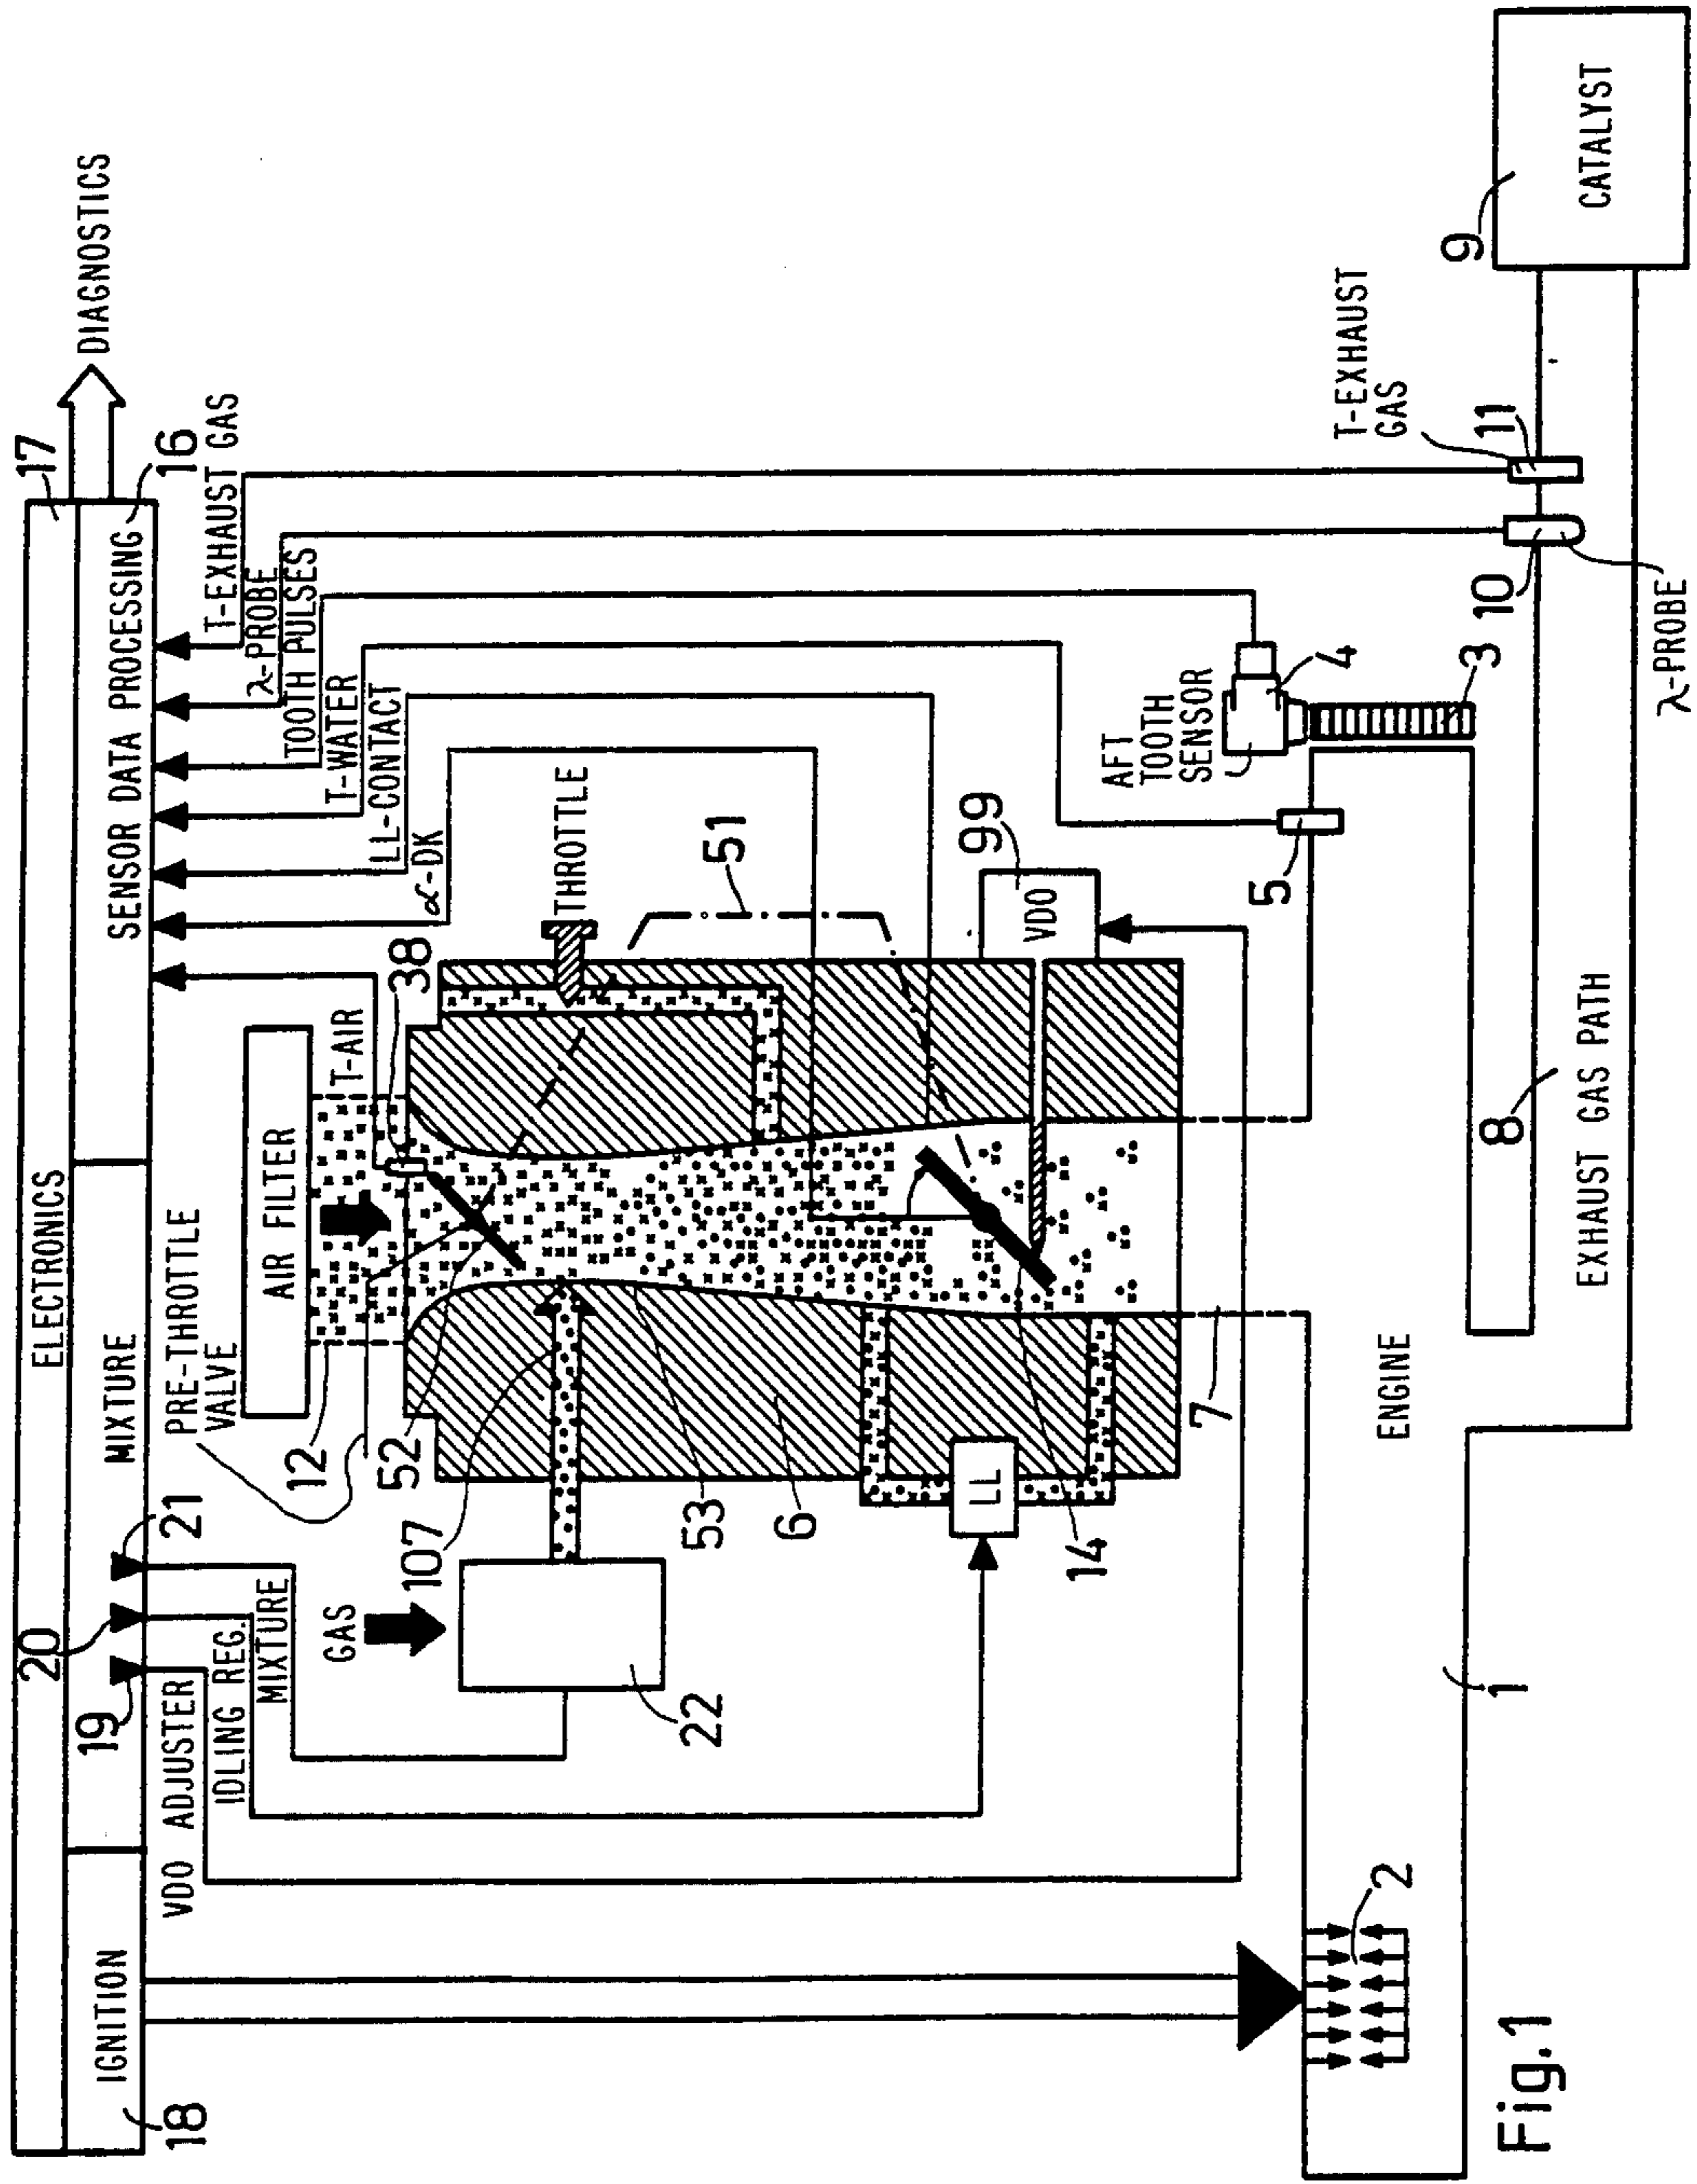 17
ELECTRONICS
20
DIAGNOSTICS
18
IGNITION
19
21
MIXTURE
SENSOR DATA PROCESSING
16
VDO ADJUSTER
IDLING REG.
MIXTURE
PRE-THROTTLE
VALVE
AIR FILTER
T-AIR
38
α-DK
LL-CONTACT
T-WATER
TOOTH PULSES
λ-PROBE
T-EXHAUST GAS
12
52
GAS
107
22
53
6
THROTTLE
51
LL
14
VDO
99
7
5
AFT
TOOTH
SENSOR
4
3
T-EXHAUST
GAS
11
10
λ-PROBE
9
CATALYST
2
ENGINE
1
8
EXHAUST GAS PATH
Fig.1